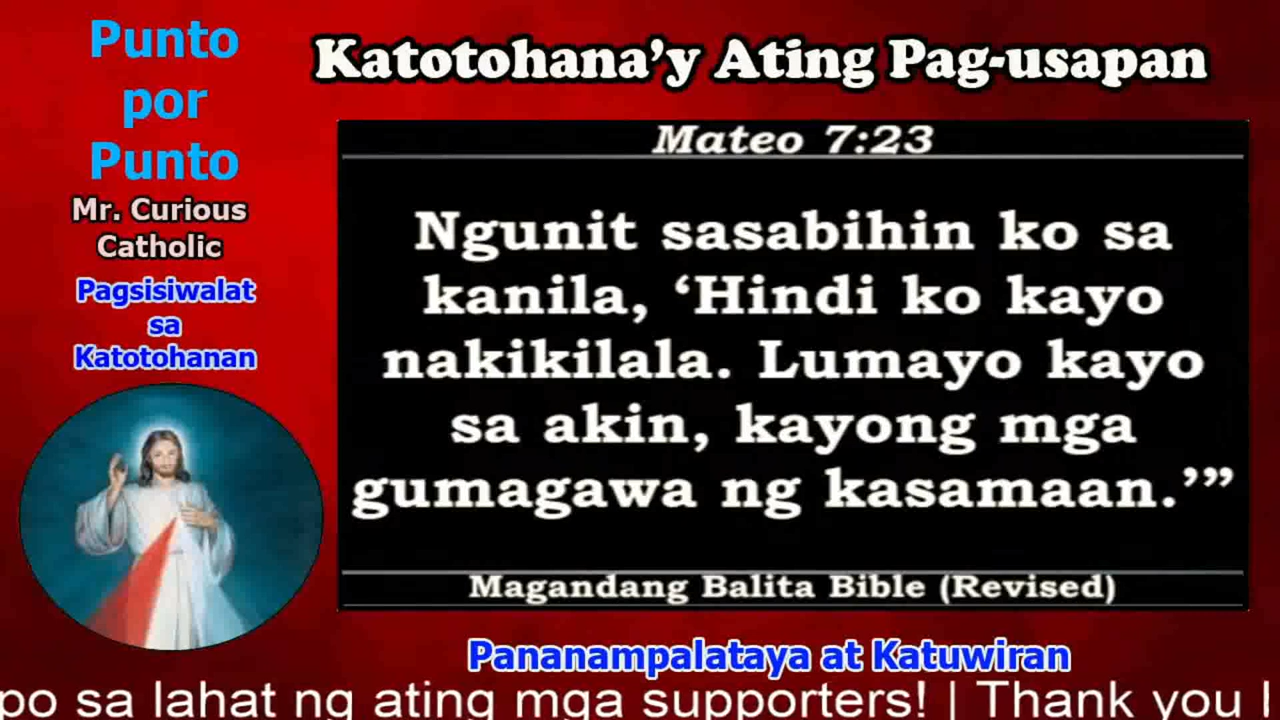 Punto
por
Punto
Mr. Curious
Catholic
Pagsisiwalat
sa
Katotohanan
Katotohana’y Ating Pag-usapan
Mateo 7:23
Ngunit sasabihin ko sa
kanila, ‘Hindi ko kayo
nakikilala. Lumayo kayo
sa akin, kayong mga
gumagawa ng kasamaan.’”
Magandang Balita Bible (Revised)
Pananampalataya at Katuwiran
po sa lahat ng ating mga supporters! | Thank you